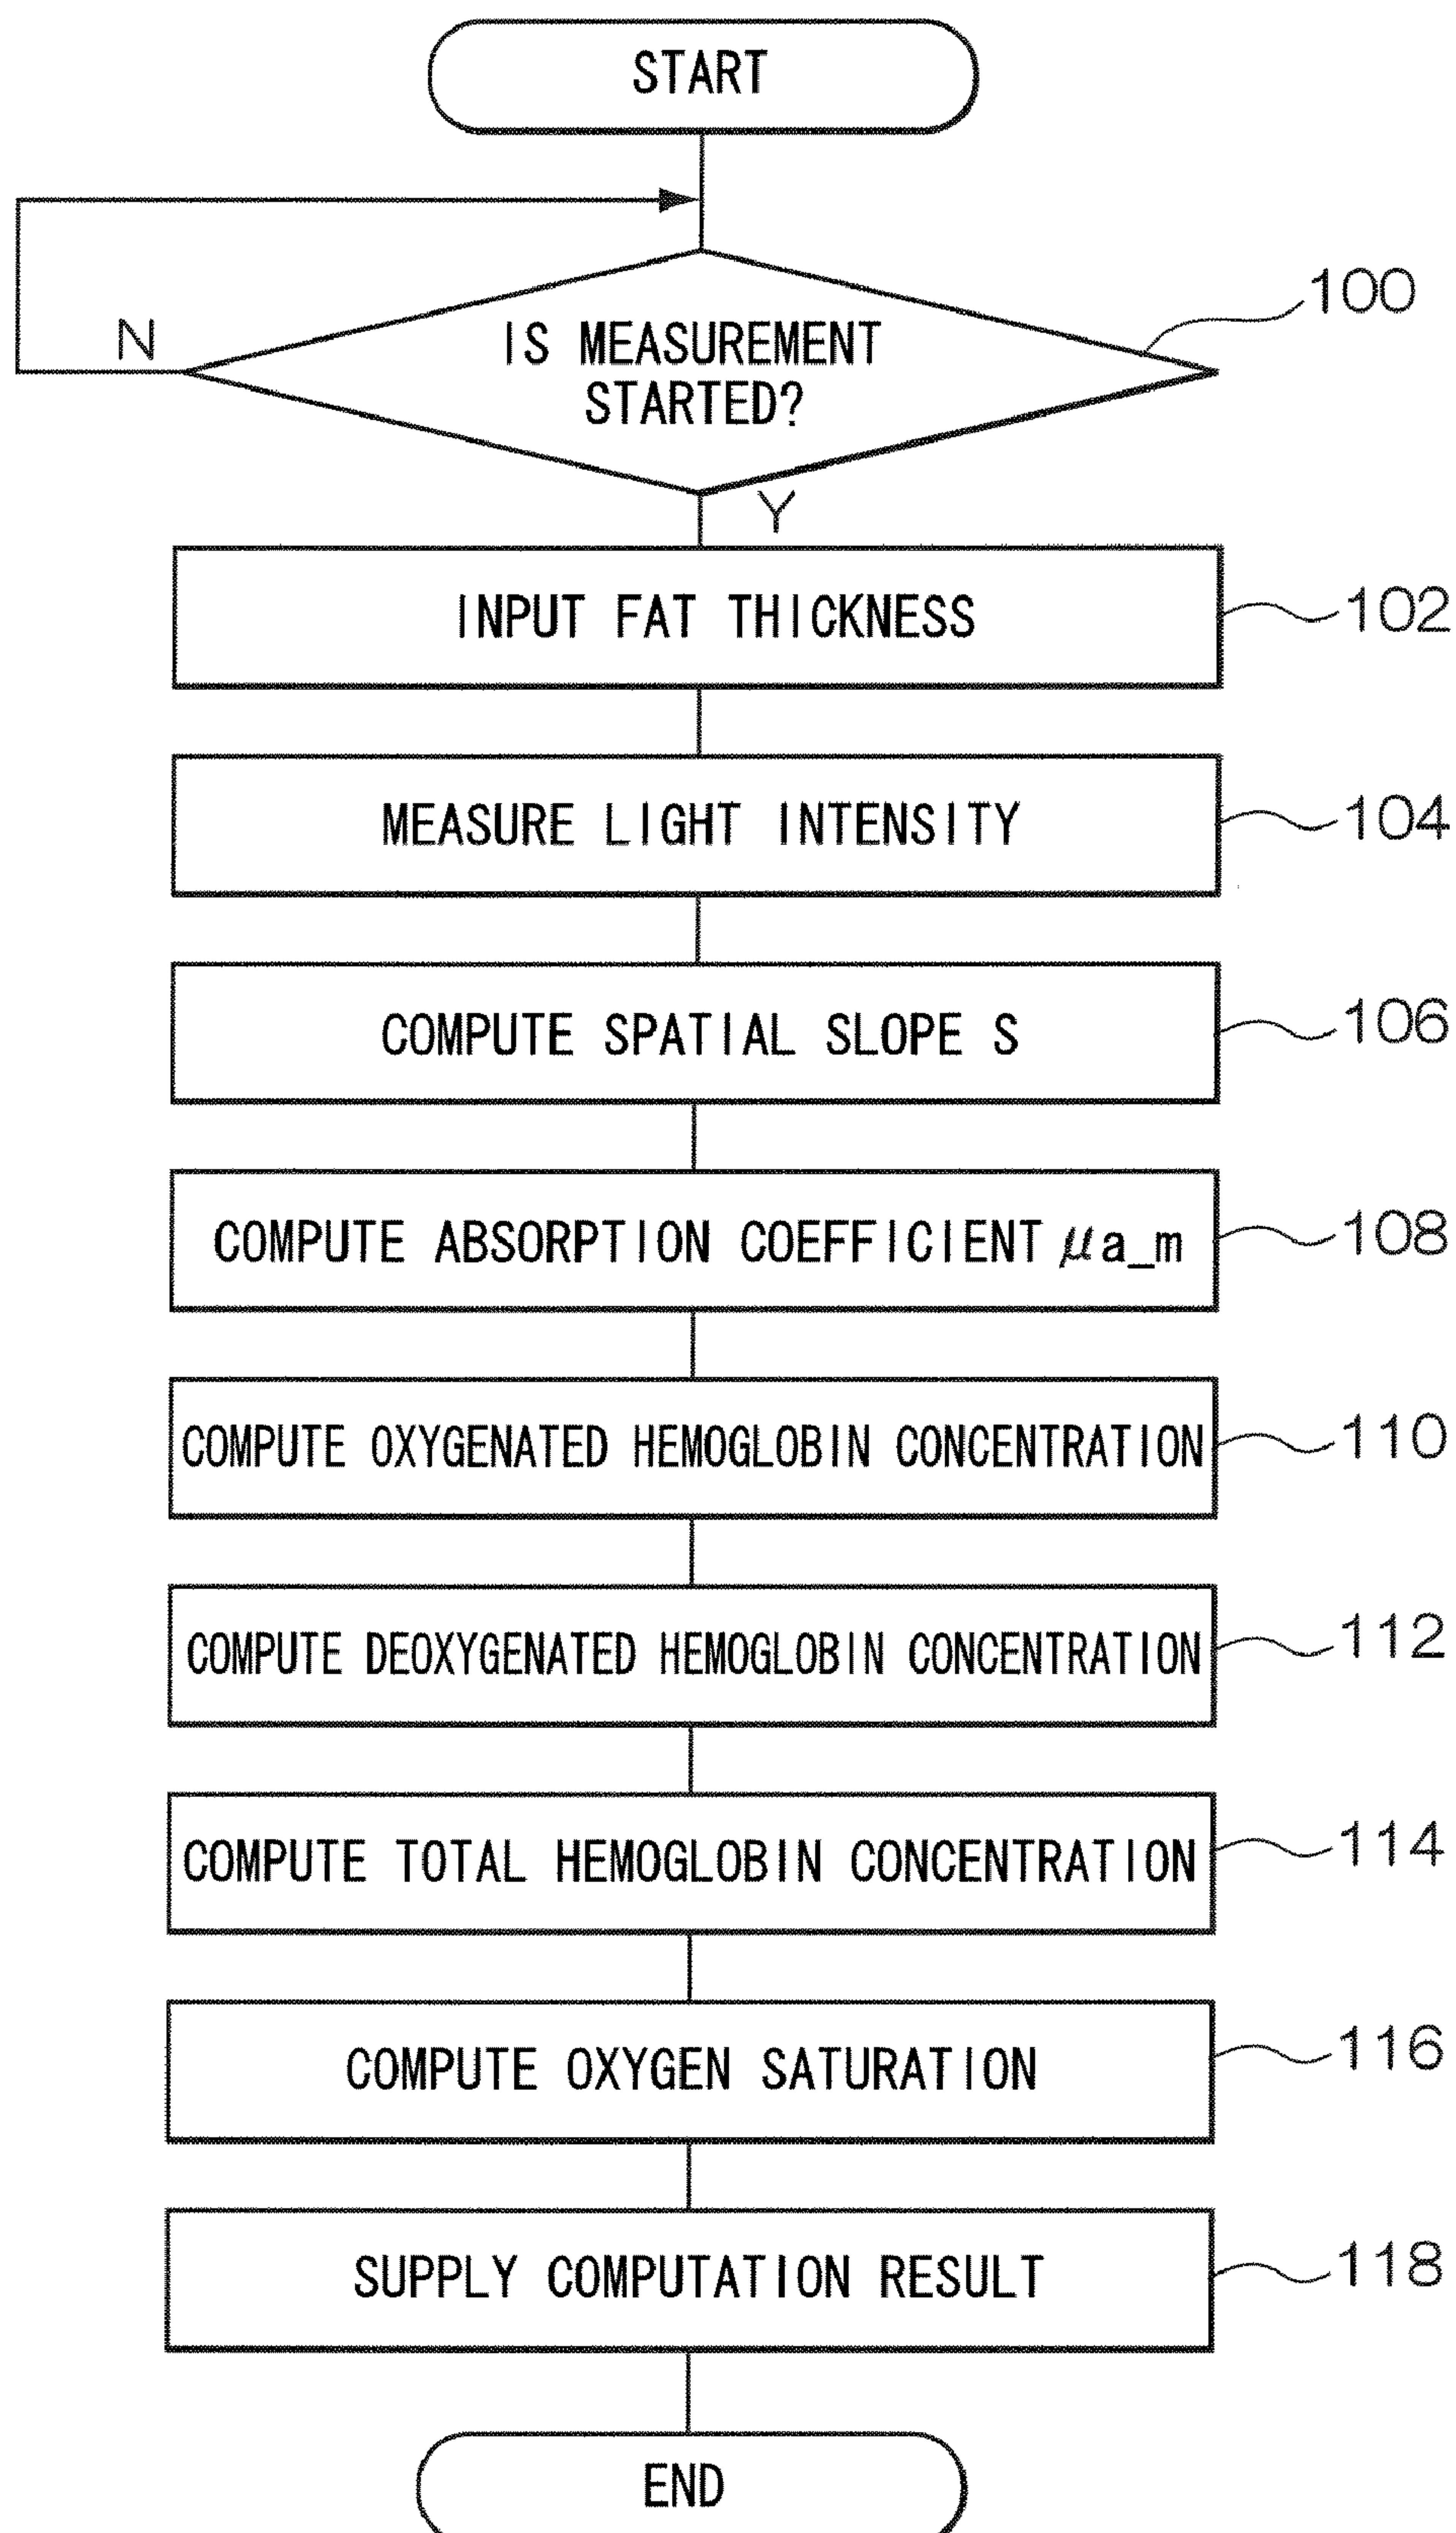 START
N
IS MEASUREMENT
STARTED?
100
Y
INPUT FAT THICKNESS
102
MEASURE LIGHT INTENSITY
104
COMPUTE SPATIAL SLOPE S
106
COMPUTE ABSORPTION COEFFICIENT μa_m
108
COMPUTE OXYGENATED HEMOGLOBIN CONCENTRATION
110
COMPUTE DEOXYGENATED HEMOGLOBIN CONCENTRATION
112
COMPUTE TOTAL HEMOGLOBIN CONCENTRATION
114
COMPUTE OXYGEN SATURATION
116
SUPPLY COMPUTATION RESULT
118
END